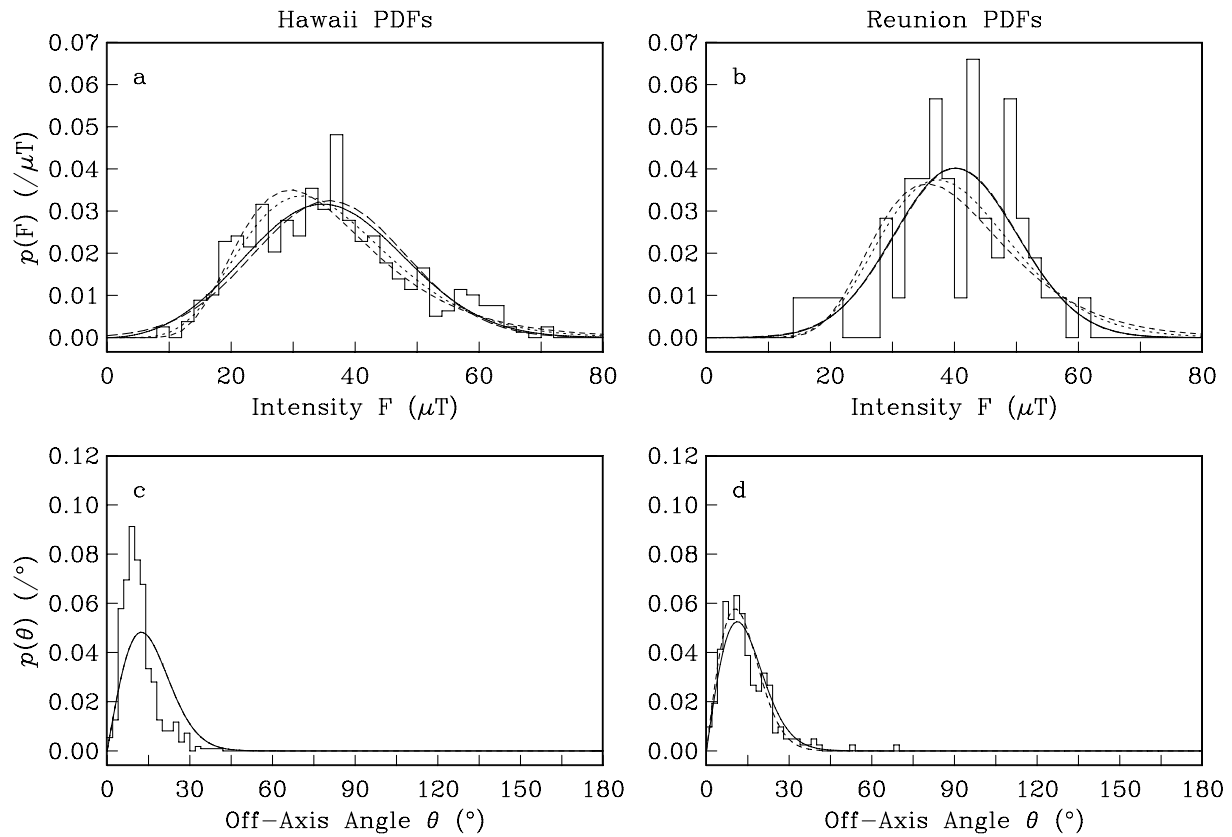 Hawaii PDFs
Reunion PDFs
0.07
0.06
0.05
0.04
0.03
0.02
0.01
0.00
p(F) (/μT)
a
0 20 40 60 80
Intensity F (μT)
0.07
0.06
0.05
0.04
0.03
0.02
0.01
0.00
b
0 20 40 60 80
Intensity F (μT)
0.12
0.10
0.08
0.06
0.04
0.02
0.00
p(θ) (/°)
c
0 30 60 90 120 150 180
Off-Axis Angle θ (°)
0.12
0.10
0.08
0.06
0.04
0.02
0.00
d
0 30 60 90 120 150 180
Off-Axis Angle θ (°)